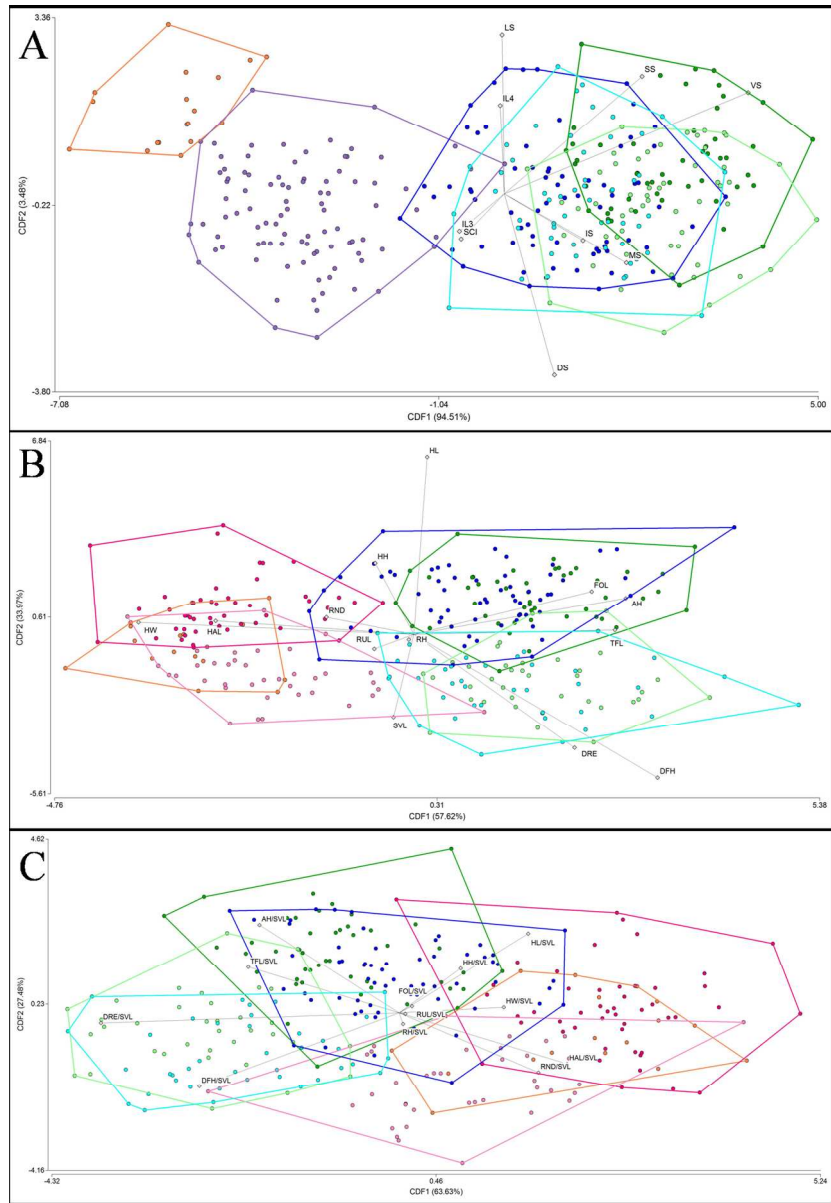 A
3.36
LS
SS
VS
IL4
CDF2 (3.48%)
-0.22
IL3
SCI
IS
MS
DS
-3.80
-7.08
-1.04
5.00
CDF1 (94.51%)
B
6.84
HL
HH
FOL
AH
CDF2 (33.97%)
0.61
HW
HAL
RND
RUL
RH
TFL
SVL
DRE
DFH
-5.61
-4.76
0.31
5.38
CDF1 (57.62%)
C
4.62
AH/SVL
HL/SVL
TFL/SVL
HH/SVL
CDF2 (27.48%)
0.23
FOL/SVL
HW/SVL
DRE/SVL
RUL/SVL
RH/SVL
HAL/SVL
RND/SVL
DFH/SVL
-4.16
-4.32
0.46
5.24
CDF1 (63.63%)